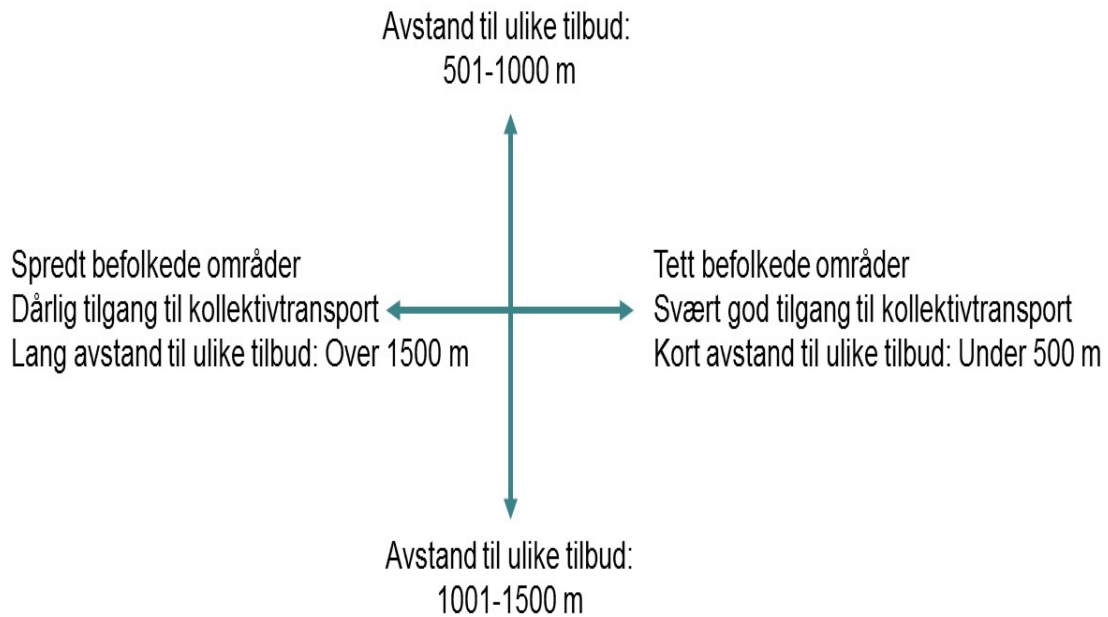 Avstand til ulike tilbud:
501-1000 m
Spredt befolkede områder
Dårlig tilgang til kollektivtransport
Lang avstand til ulike tilbud: Over 1500 m
Tett befolkede områder
Svært god tilgang til kollektivtransport
Kort avstand til ulike tilbud: Under 500 m
Avstand til ulike tilbud:
1001-1500 m